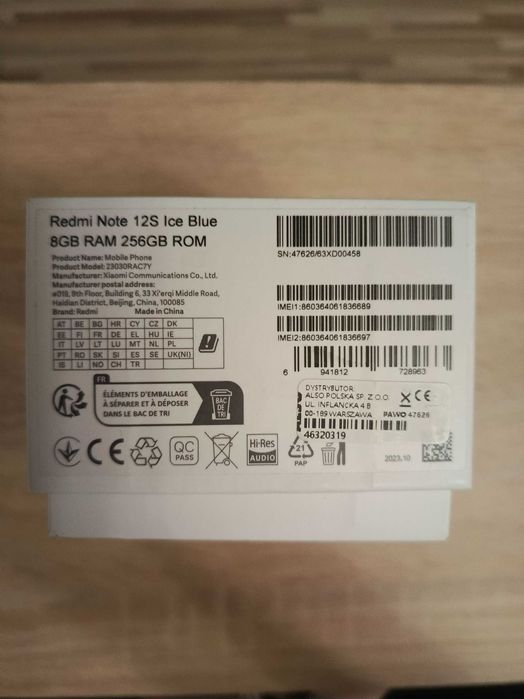 Redmi Note 12S Ice Blue
8GB RAM 256GB ROM
Product Name: Mobile Phone
Product Model: 23030RAC7Y
Manufacturer: Xiaomi Communications Co., Ltd.
Manufacturer postal address:
#019, 9th Floor, Building 6, 33 Xi'erqi Middle Road,
Haidian District, Beijing, China, 100085
Brand: Redmi Made in China
AT BE BG HR CY CZ DK
EE FI FR DE EL HU IE
IT LV LT LU MT NL PL
PT RO SK SI ES SE UK(NI)
IS LI NO CH TR
FR
ÉLÉMENTS D'EMBALLAGE
À SÉPARER ET À DÉPOSER
DANS LE BAC DE TRI
BAC
DE
TRI
CE
QC
PASS
Hi-Res
AUDIO
21
PAP
SN:47626/63XD00458
IMEI1:860364061836689
IMEI2:860364061836697
6 941812 728963
DYSTRYBUTOR:
ALSO POLSKA SP. Z O.O.
UL. INFLANCKA 4 B
00-189 WARSZAWA
CE
PAWO 47626
46320319
2023.10